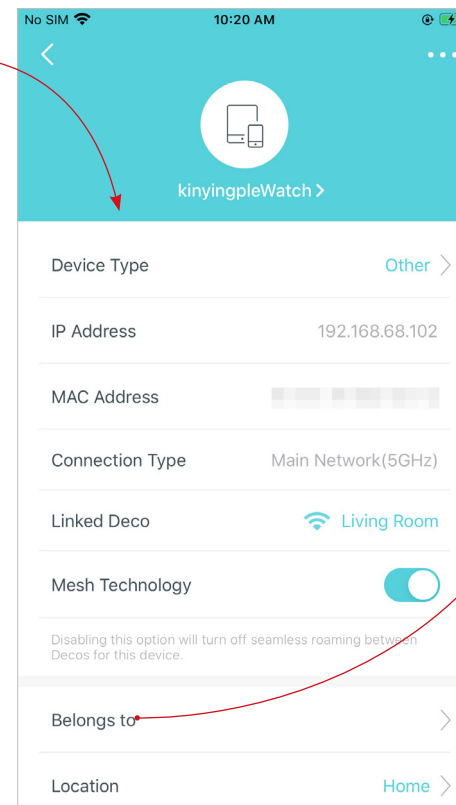 No SIM 10:20 AM
kinyingpleWatch >
Device Type Other >
IP Address 192.168.68.102
MAC Address
Connection Type Main Network(5GHz)
Linked Deco Living Room
Mesh Technology
Disabling this option will turn off seamless roaming between
Decos for this device.
Belongs to >
Location Home >